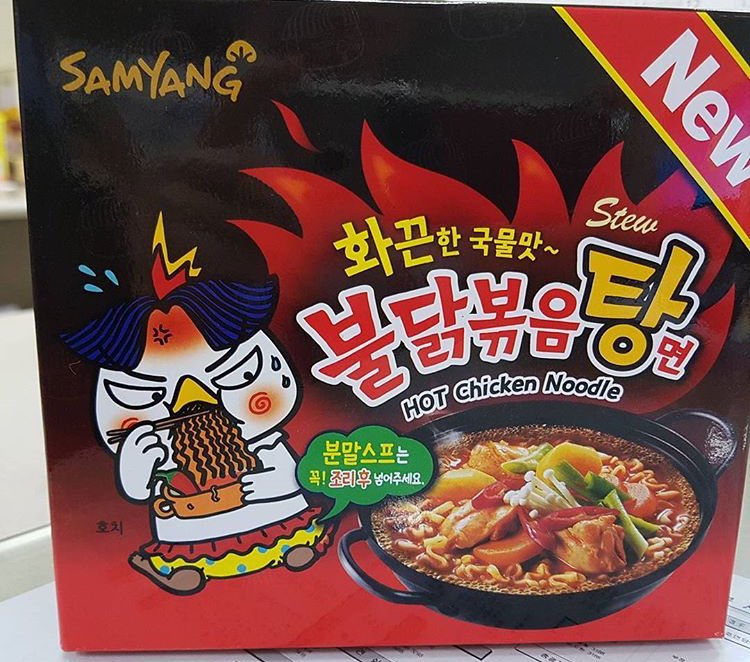 SAMYANG
New
Stew
화끈한 국물맛~
불닭볶음탕면
HOT Chicken Noodle
분말스프는
꼭! 조리 후 넣어주세요.
호치